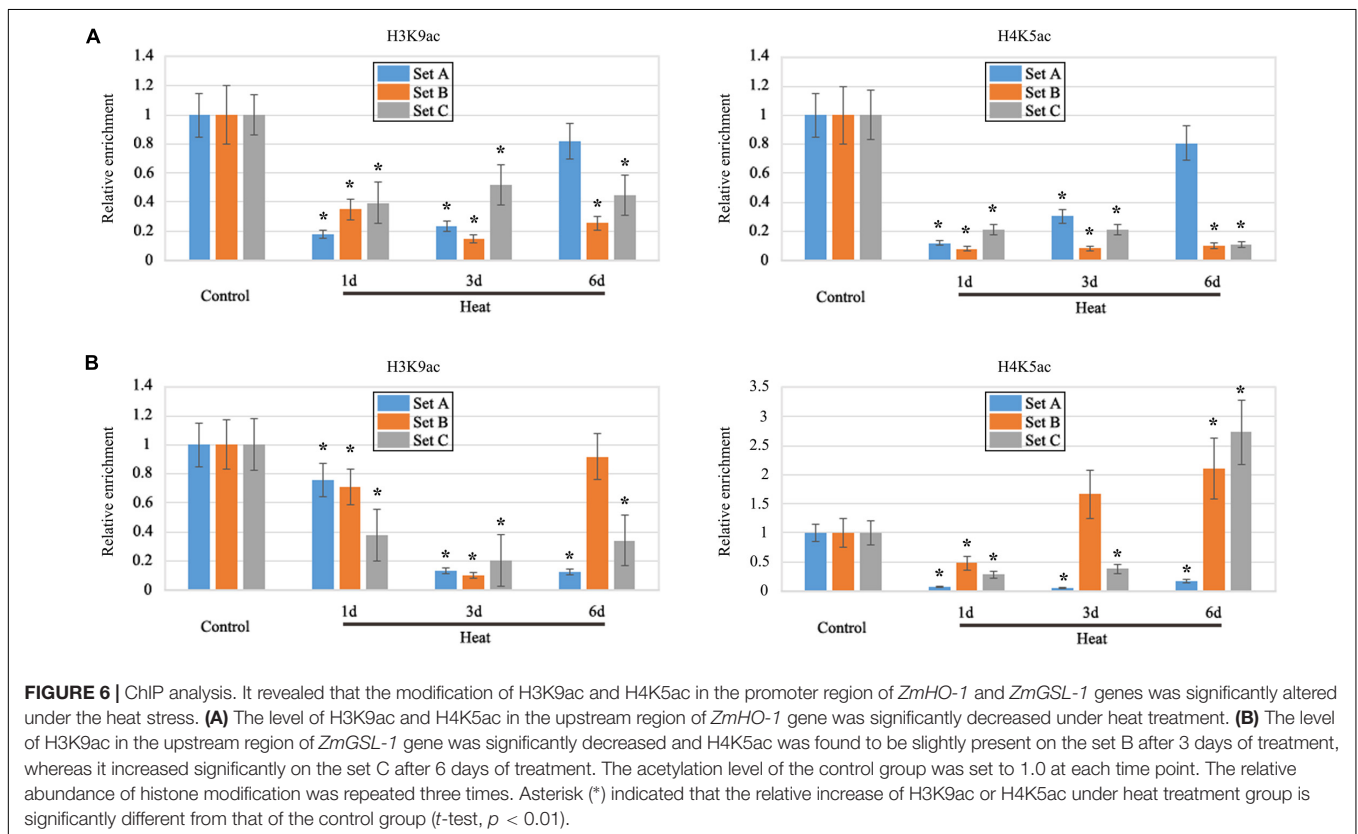 A
H3K9ac
1.4
1.2
1
0.8
0.6
0.4
0.2
0
Relative enrichment
Set A
Set B
Set C
* * *
* * *
* *
Control
1d
3d
6d
Heat
H4K5ac
1.4
1.2
1
0.8
0.6
0.4
0.2
0
Relative enrichment
Set A
Set B
Set C
* * *
* * *
* *
Control
1d
3d
6d
Heat
B
H3K9ac
1.4
1.2
1
0.8
0.6
0.4
0.2
0
Relative enrichment
Set A
Set B
Set C
* * *
* * *
* *
Control
1d
3d
6d
Heat
H4K5ac
3.5
3
2.5
2
1.5
1
0.5
0
Relative enrichment
Set A
Set B
Set C
* * *
* *
* * *
Control
1d
3d
6d
Heat
FIGURE 6 | ChIP analysis. It revealed that the modification of H3K9ac and H4K5ac in the promoter region of ZmHO-1 and ZmGSL-1 genes was significantly altered
under the heat stress. (A) The level of H3K9ac and H4K5ac in the upstream region of ZmHO-1 gene was significantly decreased under heat treatment. (B) The level
of H3K9ac in the upstream region of ZmGSL-1 gene was significantly decreased and H4K5ac was found to be slightly present on the set B after 3 days of treatment,
whereas it increased significantly on the set C after 6 days of treatment. The acetylation level of the control group was set to 1.0 at each time point. The relative
abundance of histone modification was repeated three times. Asterisk (*) indicated that the relative increase of H3K9ac or H4K5ac under heat treatment group is
significantly different from that of the control group (t-test, p < 0.01).